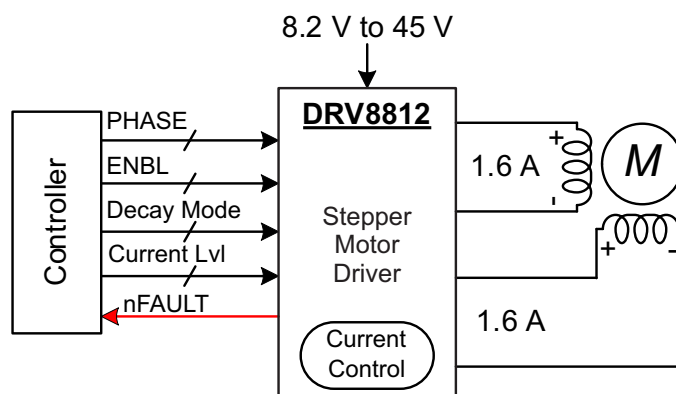 8.2 V to 45 V
DRV8812
PHASE
ENBL
Decay Mode
Current Lvl
nFAULT
Controller
Stepper
Motor
Driver
Current
Control
+
1.6 A
-
M
+
-
1.6 A